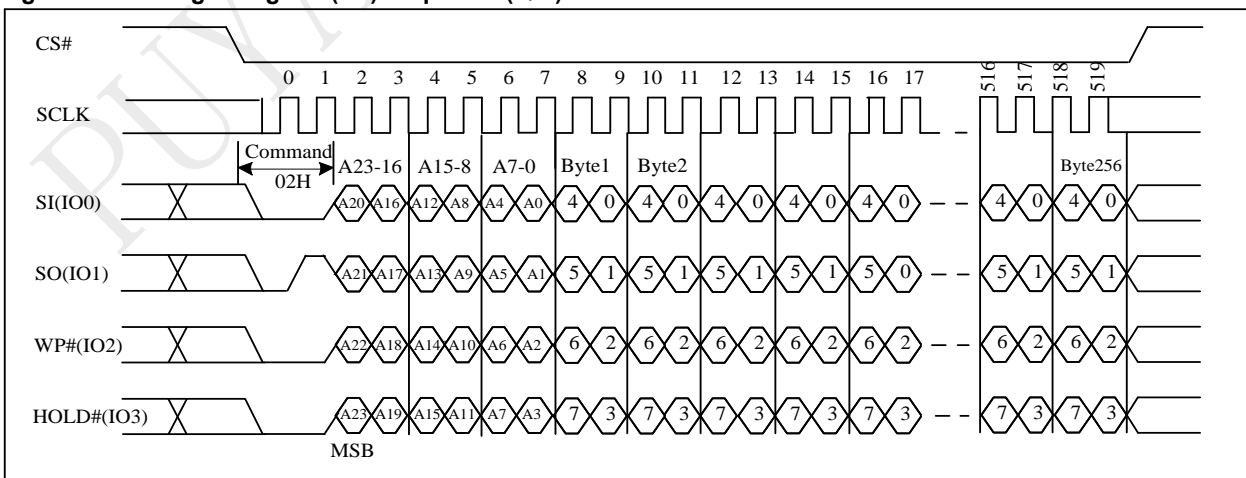 CS#
0 1 2 3 4 5 6 7 8 9 10 11 12 13 14 15 16 17 516 517 518 519
SCLK
Command
02H
A23-16 A15-8 A7-0 Byte1 Byte2 Byte256
SI(IO0) A20 A16 A12 A8 A4 A0 4 0 4 0 4 0 4 0 4 0 4 0 4 0
SO(IO1) A21 A17 A13 A9 A5 A1 5 1 5 1 5 1 5 1 5 0 5 1 5 1
WP#(IO2) A22 A18 A14 A10 A6 A2 6 2 6 2 6 2 6 2 6 2 6 2 6 2
HOLD#(IO3) A23 A19 A15 A11 A7 A3 7 3 7 3 7 3 7 3 7 3 7 3 7 3
MSB